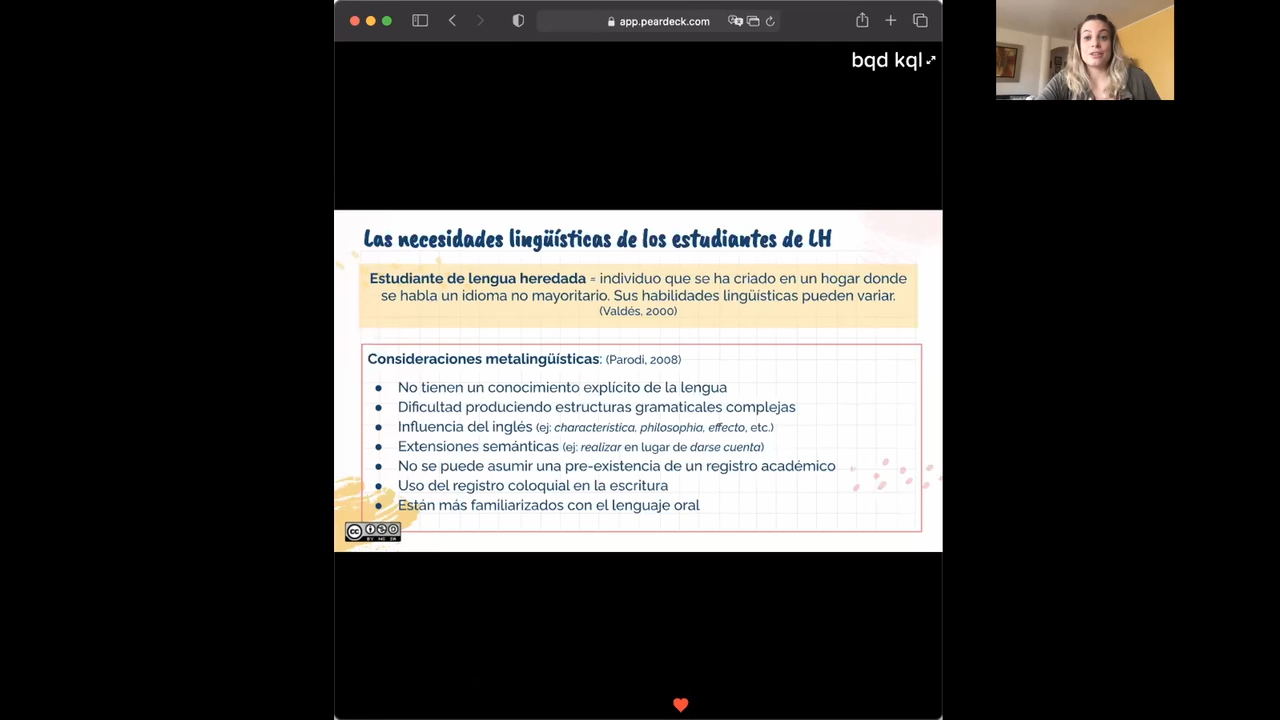 app.peardeck.com
bqd kql
Las necesidades lingüísticas de los estudiantes de LH
Estudiante de lengua heredada = individuo que se ha criado en un hogar donde
se habla un idioma no mayoritario. Sus habilidades lingüísticas pueden variar.
(Valdés, 2000)
Consideraciones metalingüísticas: (Parodi, 2008)
● No tienen un conocimiento explícito de la lengua
● Dificultad produciendo estructuras gramaticales complejas
● Influencia del inglés (ej: characterística, philosophia, effecto, etc.)
● Extensiones semánticas (ej: realizar en lugar de darse cuenta)
● No se puede asumir una pre-existencia de un registro académico
● Uso del registro coloquial en la escritura
● Están más familiarizados con el lenguaje oral
cc
BY NC SA